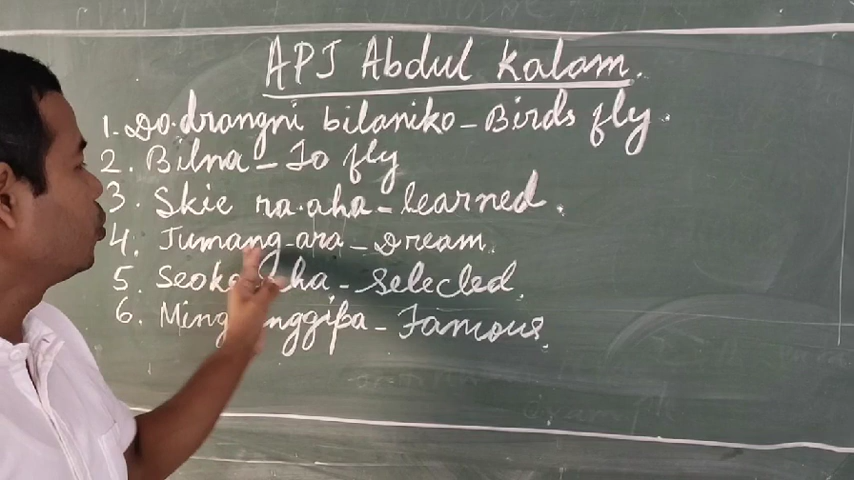 APJ Abdul Kalam.
1. Do·drangni bilaniko - Birds fly.
2. Bilna - To fly
3. Skie ra·aha - learned.
4. Jumang-ara - Dream.
5. - Selected.
6. - Famous.